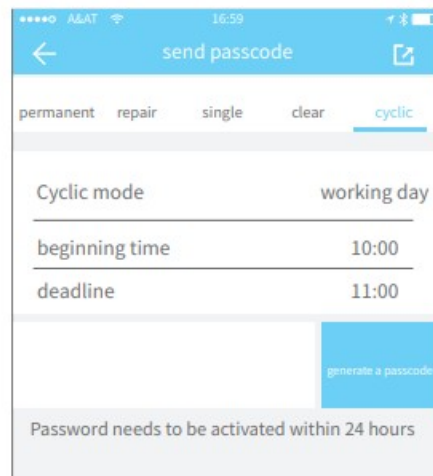 A&AT 16:59
send passcode
permanent repair single clear cyclic
Cyclic mode working day
beginning time 10:00
deadline 11:00
generate a passcode
Password needs to be activated within 24 hours